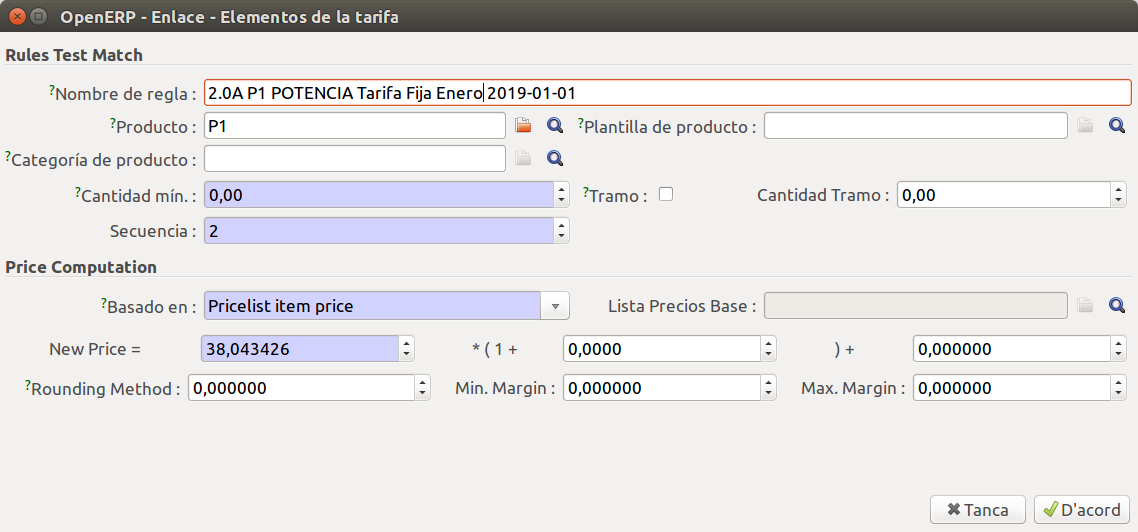 OpenERP - Enlace - Elementos de la tarifa
Rules Test Match
?Nombre de regla : 2.0A P1 POTENCIA Tarifa Fija Enero 2019-01-01
?Producto : P1 ?Plantilla de producto :
?Categoría de producto :
?Cantidad mín. : 0,00 ?Tramo : Cantidad Tramo : 0,00
Secuencia : 2
Price Computation
?Basado en : Pricelist item price Lista Precios Base :
New Price = 38,043426 * ( 1 + 0,0000 ) + 0,000000
?Rounding Method : 0,000000 Min. Margin : 0,000000 Max. Margin : 0,000000
Tanca D'acord